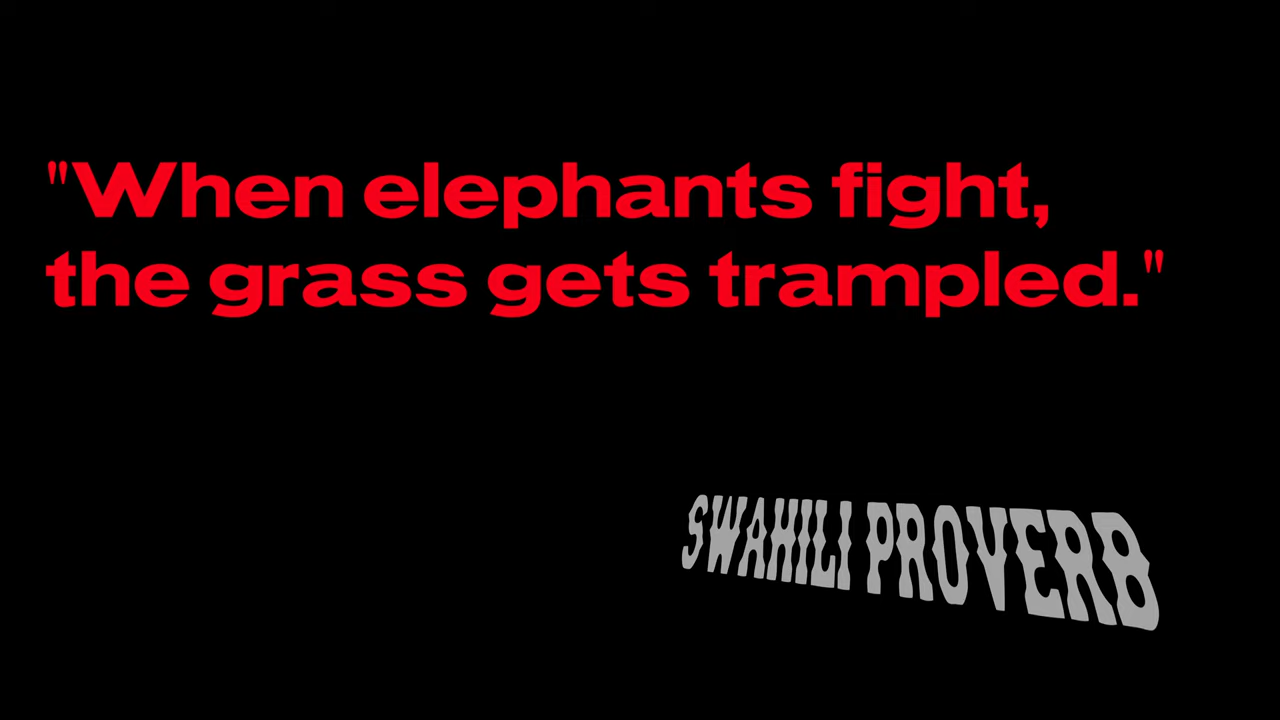 "When elephants fight,
the grass gets trampled."
SWAHILI PROVERB